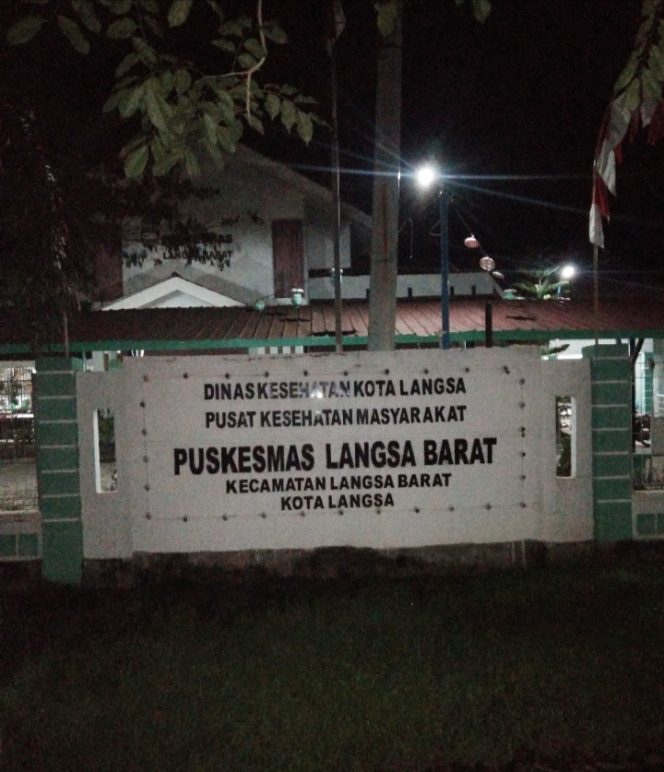 DINAS KESEHATAN KOTA LANGSA
PUSAT KESEHATAN MASYARAKAT
PUSKESMAS LANGSA BARAT
KECAMATAN LANGSA BARAT
KOTA LANGSA